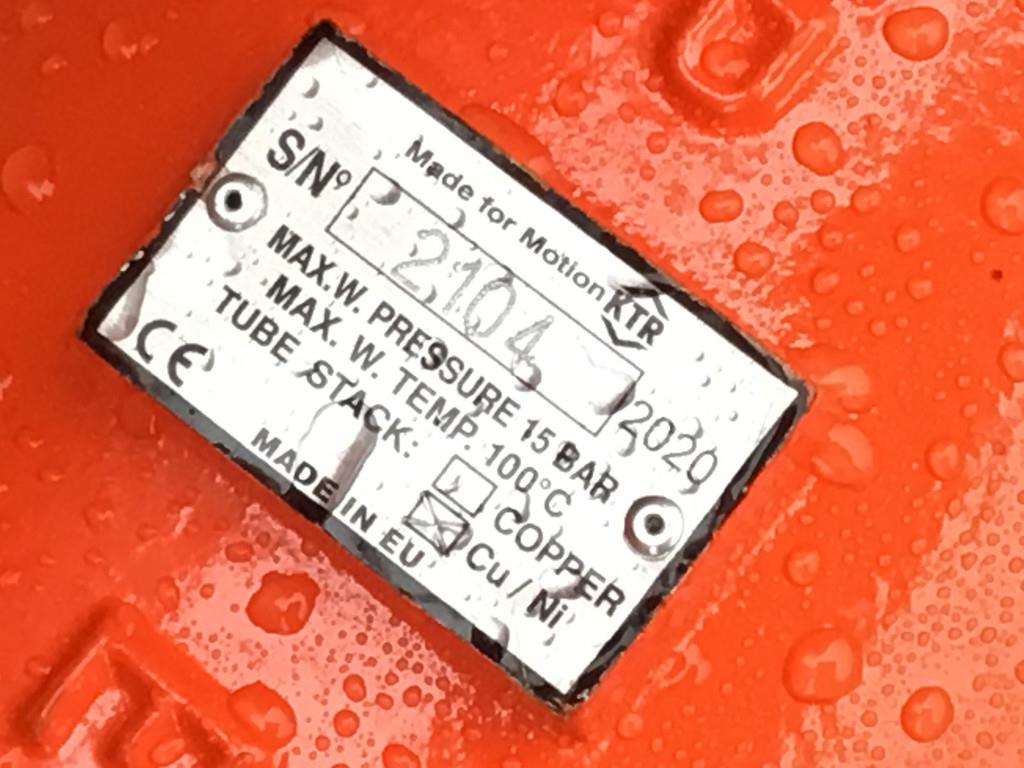 Made for Motion KTR
S/Nº 2104 2020
MAX.W. PRESSURE 15 BAR
MAX. W. TEMP. 100°C
TUBE STACK: COPPER
Cu / Ni
CE MADE IN EU